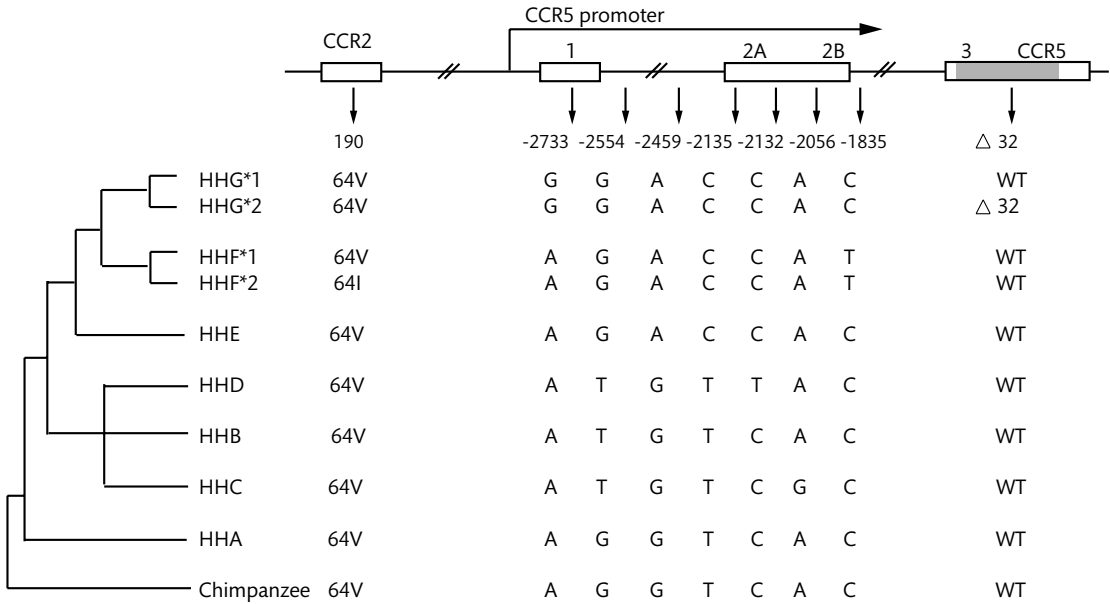 CCR5 promoter
CCR2
1 2A 2B 3 CCR5
190 -2733 -2554 -2459 -2135 -2132 -2056 -1835 △ 32
HHG*1 64V G G A C C A C WT
HHG*2 64V G G A C C A C △ 32
HHF*1 64V A G A C C A T WT
HHF*2 64I A G A C C A T WT
HHE 64V A G A C C A C WT
HHD 64V A T G T T A C WT
HHB 64V A T G T C A C WT
HHC 64V A T G T C G C WT
HHA 64V A G G T C A C WT
Chimpanzee 64V A G G T C A C WT